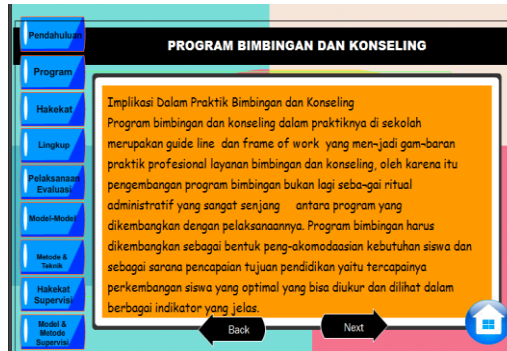 Pendahuluan
Program
Hakekat
Lingkup
Pelaksanaan
Evaluasi
Model-Model
Metode &
Teknik
Hakekat
Supervisi
Model &
Metode
Supervisi
PROGRAM BIMBINGAN DAN KONSELING
Implikasi Dalam Praktik Bimbingan dan Konseling
Program bimbingan dan konseling dalam praktiknya di sekolah
merupakan guide line dan frame of work yang men-jadi gam-baran
praktik profesional layanan bimbingan dan konseling, oleh karena itu
pengembangan program bimbingan bukan lagi seba-gai ritual
administratif yang sangat senjang antara program yang
dikembangkan dengan pelaksanaannya. Program bimbingan harus
dikembangkan sebagai bentuk peng-akomodaasian kebutuhan siswa dan
sebagai sarana pencapaian tujuan pendidikan yaitu tercapainya
perkembangan siswa yang optimal yang bisa diukur dan dilihat dalam
berbagai indikator yang jelas.
Back
Next